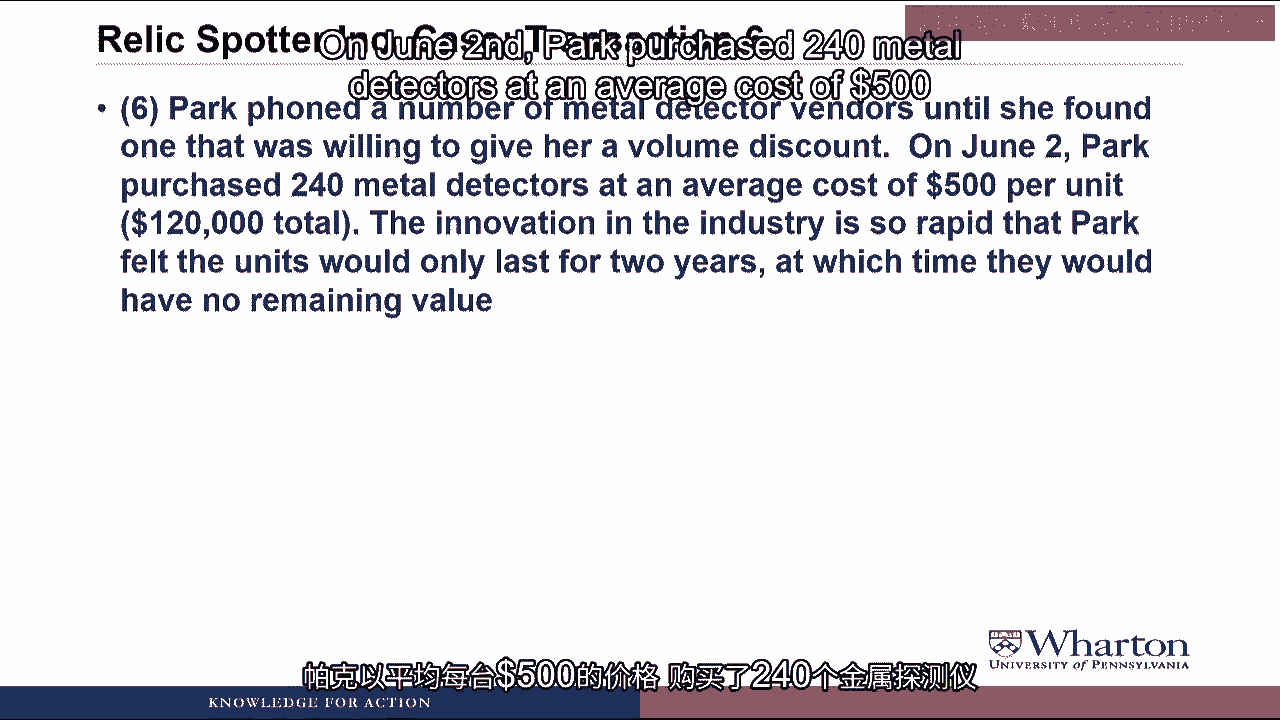 Relic Spotter Inc. Case: Transaction 6
On June 2nd, Park purchased 240 metal
detectors at an average cost of $500
• (6) Park phoned a number of metal detector vendors until she found
one that was willing to give her a volume discount. On June 2, Park
purchased 240 metal detectors at an average cost of $500 per unit
($120,000 total). The innovation in the industry is so rapid that Park
felt the units would only last for two years, at which time they would
have no remaining value
Wharton
UNIVERSITY of PENNSYLVANIA
帕克以平均每台$500的价格 购买了240个金属探测仪
KNOWLEDGE FOR ACTION